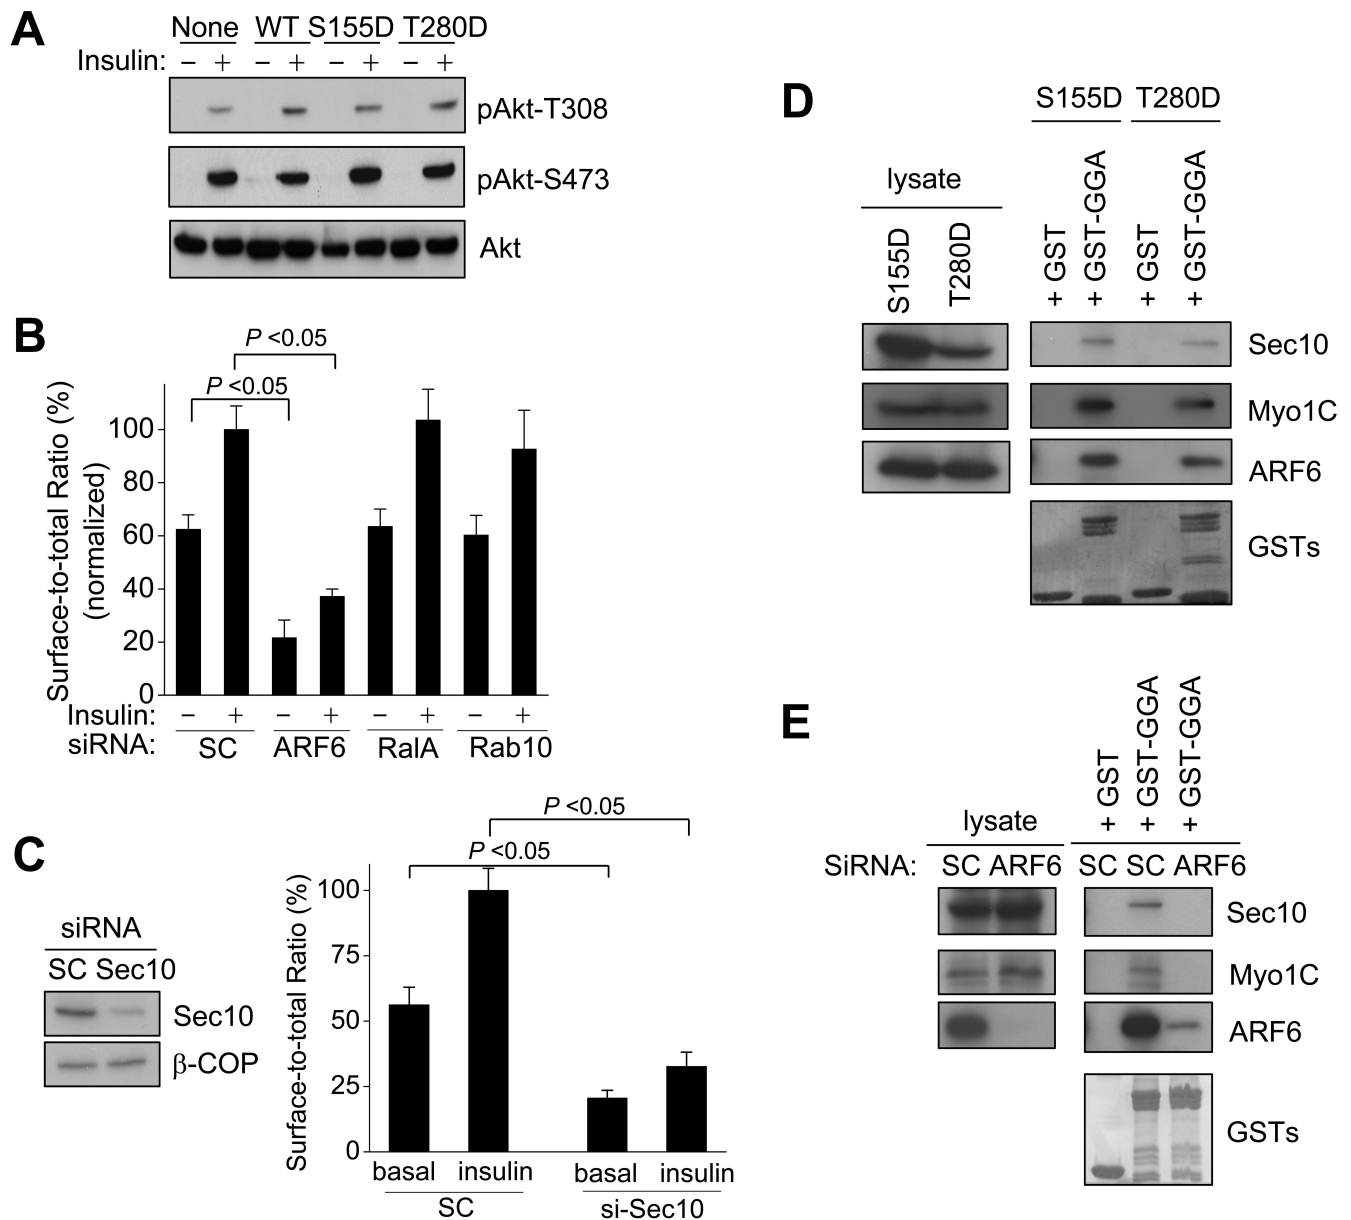 A
None WT S155D T280D
Insulin: − + − + − + − +
pAkt-T308
pAkt-S473
Akt
B
P <0.05
P <0.05
Surface-to-total Ratio (%)
(normalized)
100
80
60
40
20
0
Insulin: − + − + − + − +
siRNA: SC ARF6 RalA Rab10
C
siRNA
SC Sec10
Sec10
β-COP
P <0.05
P <0.05
Surface-to-total Ratio (%)
100
75
50
25
0
basal insulin basal insulin
SC si-Sec10
D
S155D T280D
lysate
S155D
T280D
+ GST
+ GST-GGA
+ GST
+ GST-GGA
Sec10
Myo1C
ARF6
GSTs
E
+ GST
+ GST-GGA
+ GST-GGA
lysate
SiRNA: SC ARF6 SC SC ARF6
Sec10
Myo1C
ARF6
GSTs